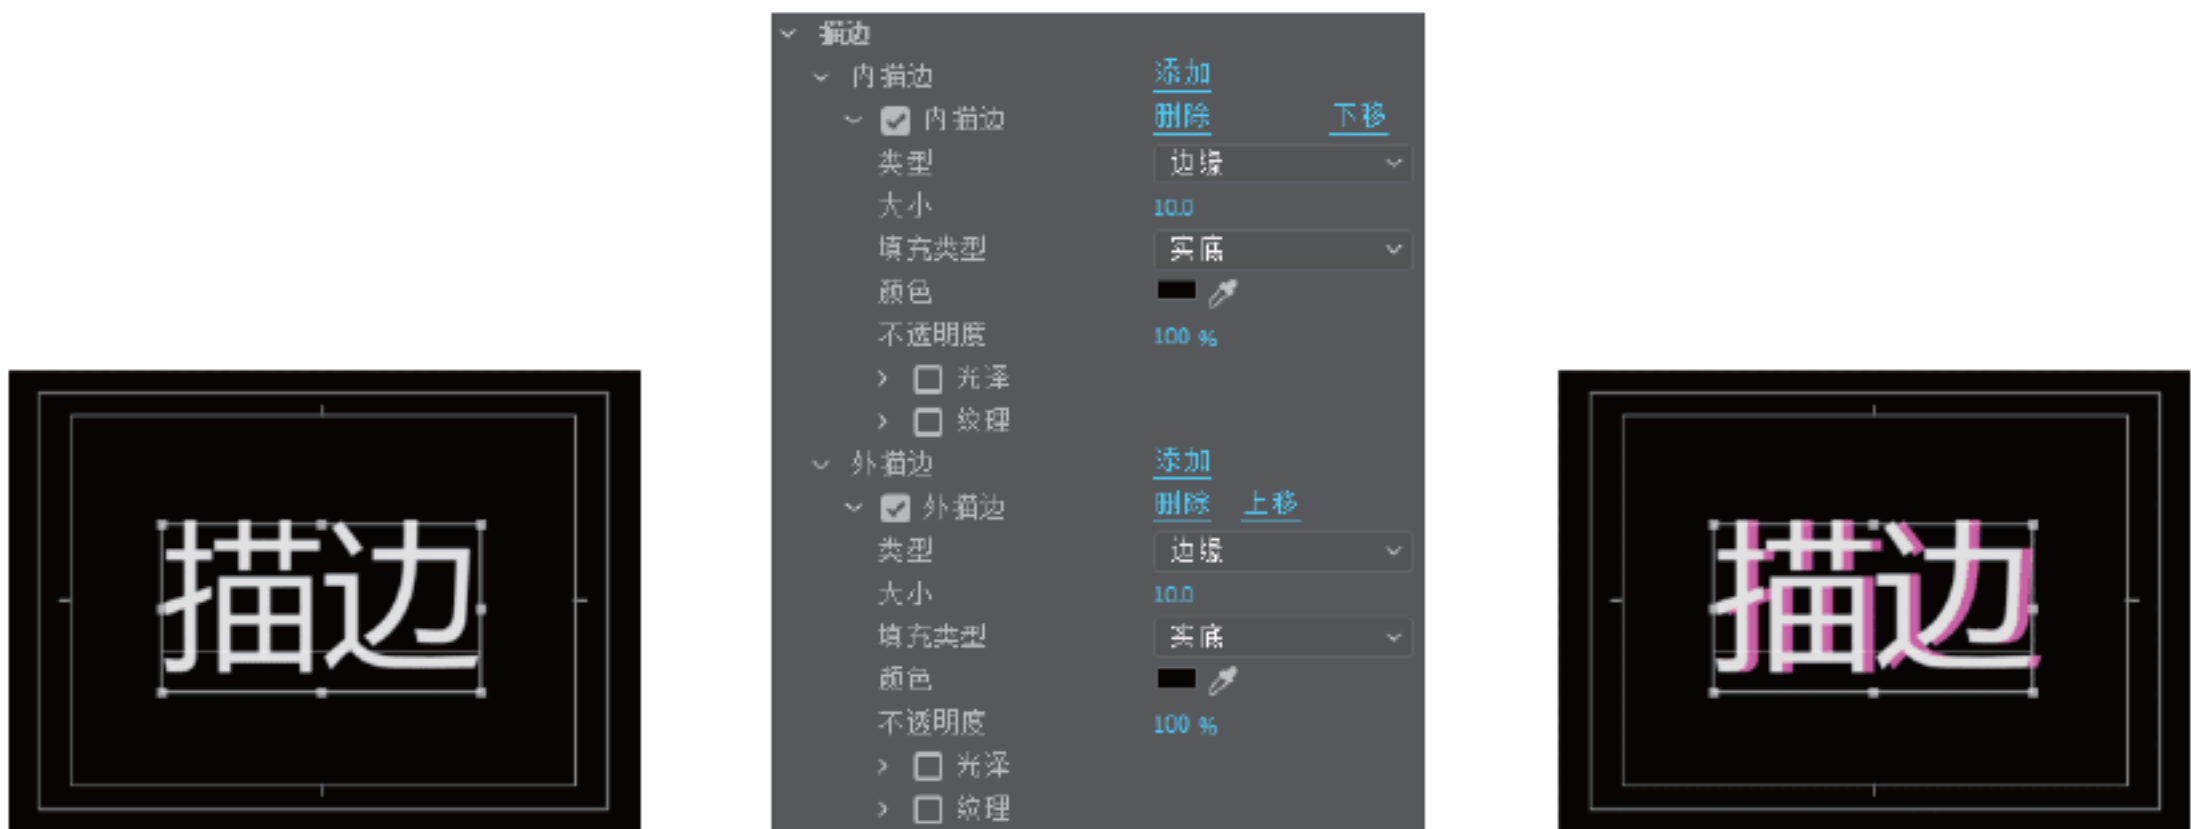 描边
描边
内描边 添加
内描边 删除 下移
类型 边缘
大小 10.0
填充类型 实底
颜色
不透明度 100 %
光泽
纹理
外描边 添加
外描边 删除 上移
类型 边缘
大小 10.0
填充类型 实底
颜色
不透明度 100 %
光泽
纹理
描边